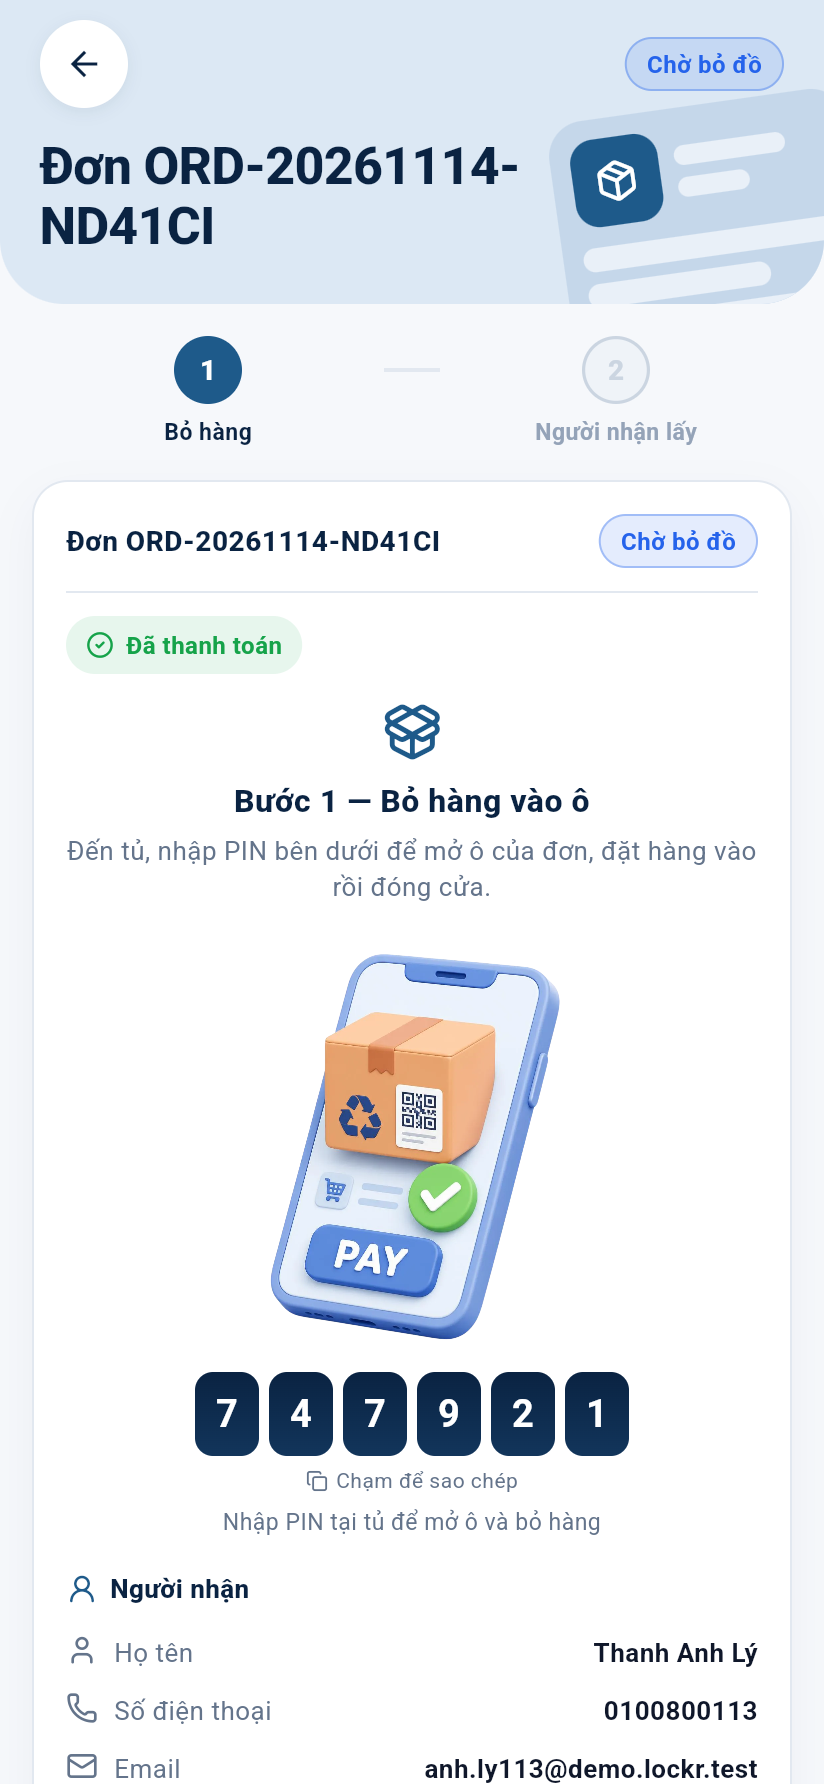 Chờ bỏ đồ
Đơn ORD-20261114-
ND41CI
1
2
Bỏ hàng
Người nhận lấy
Đơn ORD-20261114-ND41CI
Chờ bỏ đồ
Đã thanh toán
Bước 1 — Bỏ hàng vào ô
Đến tủ, nhập PIN bên dưới để mở ô của đơn, đặt hàng vào
rồi đóng cửa.
PAY
7 4 7 9 2 1
Chạm để sao chép
Nhập PIN tại tủ để mở ô và bỏ hàng
Người nhận
Họ tên
Thanh Anh Lý
Số điện thoại
0100800113
Email
anh.ly113@demo.lockr.test